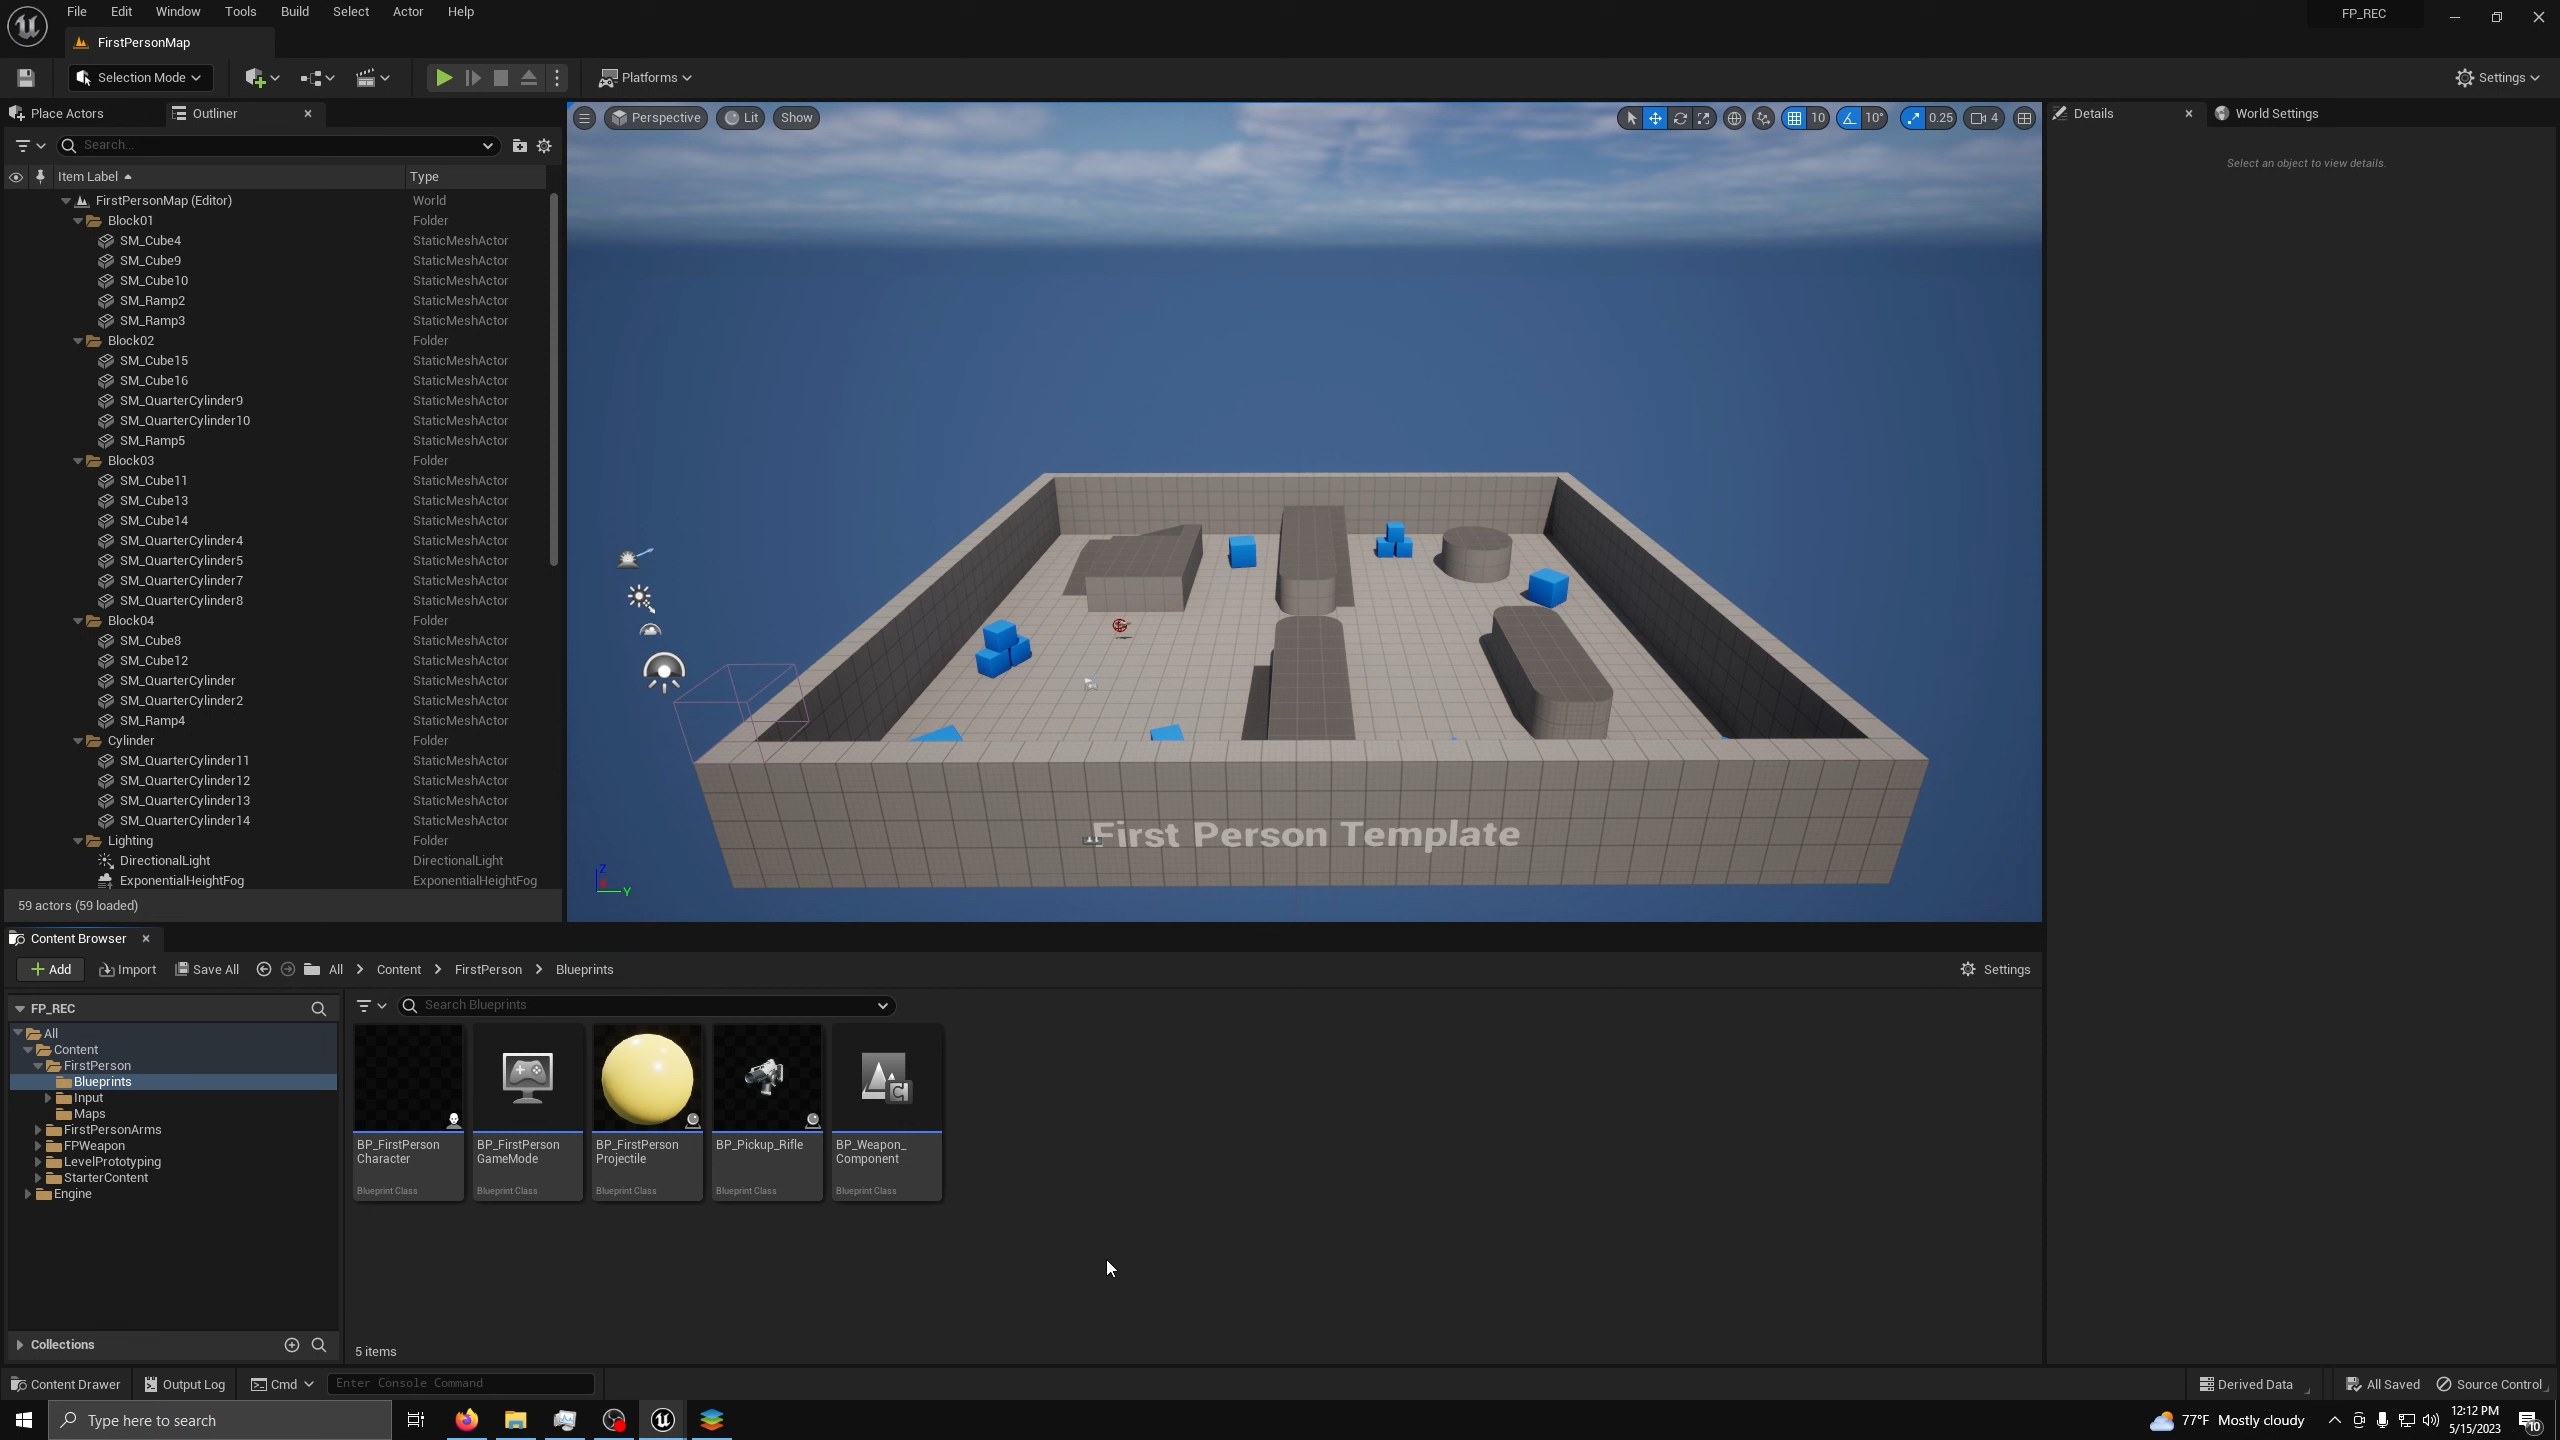 File Edit Window Tools Build Select Actor Help
FP_REC
FirstPersonMap
Selection Mode
Platforms
Settings
Place Actors
Outliner
Search...
Item Label Type
FirstPersonMap (Editor) World
Block01 Folder
SM_Cube4 StaticMeshActor
SM_Cube9 StaticMeshActor
SM_Cube10 StaticMeshActor
SM_Ramp2 StaticMeshActor
SM_Ramp3 StaticMeshActor
Block02 Folder
SM_Cube15 StaticMeshActor
SM_Cube16 StaticMeshActor
SM_QuarterCylinder9 StaticMeshActor
SM_QuarterCylinder10 StaticMeshActor
SM_Ramp5 StaticMeshActor
Block03 Folder
SM_Cube11 StaticMeshActor
SM_Cube13 StaticMeshActor
SM_Cube14 StaticMeshActor
SM_QuarterCylinder4 StaticMeshActor
SM_QuarterCylinder5 StaticMeshActor
SM_QuarterCylinder7 StaticMeshActor
SM_QuarterCylinder8 StaticMeshActor
Block04 Folder
SM_Cube8 StaticMeshActor
SM_Cube12 StaticMeshActor
SM_QuarterCylinder StaticMeshActor
SM_QuarterCylinder2 StaticMeshActor
SM_Ramp4 StaticMeshActor
Cylinder Folder
SM_QuarterCylinder11 StaticMeshActor
SM_QuarterCylinder12 StaticMeshActor
SM_QuarterCylinder13 StaticMeshActor
SM_QuarterCylinder14 StaticMeshActor
Lighting Folder
DirectionalLight DirectionalLight
ExponentialHeightFog ExponentialHeightFog
59 actors (59 loaded)
Perspective Lit Show
10 10° 0.25 4
First Person Template
Z
Y
Details
World Settings
Select an object to view details.
Content Browser
Add Import Save All All Content FirstPerson Blueprints
Settings
FP_REC
All
Content
FirstPerson
Blueprints
Input
Maps
FirstPersonArms
FPWeapon
LevelPrototyping
StarterContent
Engine
Collections
Search Blueprints
BP_FirstPerson
Character
Blueprint Class
BP_FirstPerson
GameMode
Blueprint Class
BP_FirstPerson
Projectile
Blueprint Class
BP_Pickup_Rifle
Blueprint Class
BP_Weapon_
Component
Blueprint Class
5 items
Content Drawer Output Log Cmd Enter Console Command
Derived Data All Saved Source Control
Type here to search
77°F Mostly cloudy
12:12 PM
5/15/2023
10